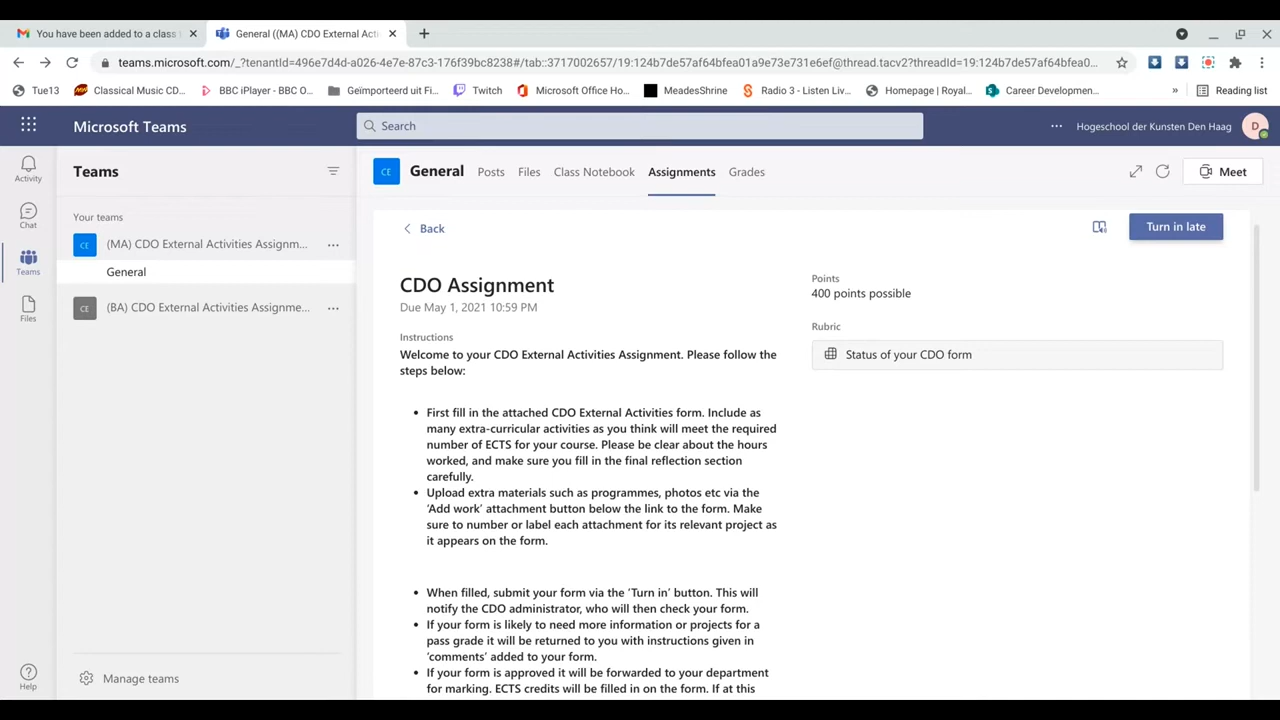 You have been added to a class t
General ((MA) CDO External Acti
teams.microsoft.com/_?tenantId=496e7d4d-a026-4e7e-87c3-176f39b08238#/tab::3717002657/19:124b7de57af64bfea01a9e73e731e6ef@thread.tacv2?threadId=19:124b7de57af64bfea0...
Tue13
Classical Music CD...
BBC iPlayer - BBC O...
Geïmporteerd uit Fi...
Twitch
Microsoft Office Ho...
MeadesShrine
Radio 3 - Listen Liv...
Homepage | Royal...
Career Developmen...
»
Reading list
Microsoft Teams
Search
Hogeschool der Kunsten Den Haag
D
Activity
Chat
Teams
Files
Help
Teams
Your teams
CE (MA) CDO External Activities Assignm...
General
CE (BA) CDO External Activities Assignme...
Manage teams
CE General
Posts
Files
Class Notebook
Assignments
Grades
Meet
Back
Turn in late
CDO Assignment
Due May 1, 2021 10:59 PM
Instructions
Welcome to your CDO External Activities Assignment. Please follow the
steps below:
• First fill in the attached CDO External Activities form. Include as
many extra-curricular activities as you think will meet the required
number of ECTS for your course. Please be clear about the hours
worked, and make sure you fill in the final reflection section
carefully.
• Upload extra materials such as programmes, photos etc via the
‘Add work’ attachment button below the link to the form. Make
sure to number or label each attachment for its relevant project as
it appears on the form.
• When filled, submit your form via the ‘Turn in’ button. This will
notify the CDO administrator, who will then check your form.
• If your form is likely to need more information or projects for a
pass grade it will be returned to you with instructions given in
‘comments’ added to your form.
• If your form is approved it will be forwarded to your department
for marking. ECTS credits will be filled in on the form. If at this
Points
400 points possible
Rubric
Status of your CDO form